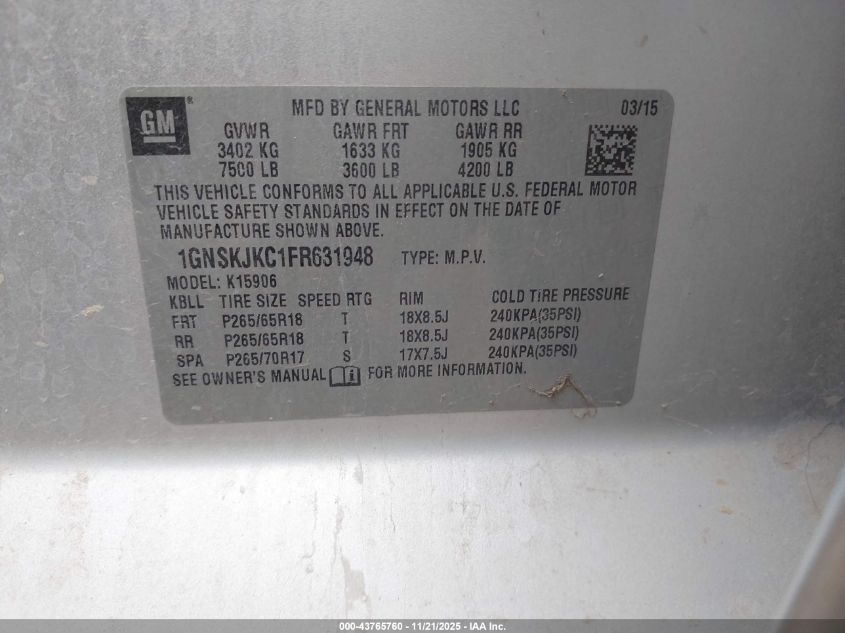 GM ®
MFD BY GENERAL MOTORS LLC 03/15
GVWR GAWR FRT GAWR RR
3402 KG 1633 KG 1905 KG
7500 LB 3600 LB 4200 LB
THIS VEHICLE CONFORMS TO ALL APPLICABLE U.S. FEDERAL MOTOR
VEHICLE SAFETY STANDARDS IN EFFECT ON THE DATE OF
MANUFACTURE SHOWN ABOVE.
1GNSKJKC1FR631948 TYPE: M.P.V.
MODEL: K15906
KBLL TIRE SIZE SPEED RTG RIM COLD TIRE PRESSURE
FRT P265/65R18 T 18X8.5J 240KPA(35PSI)
RR P265/65R18 T 18X8.5J 240KPA(35PSI)
SPA P265/70R17 S 17X7.5J 240KPA(35PSI)
SEE OWNER'S MANUAL FOR MORE INFORMATION.
000-43765760 - 11/21/2025 - IAA Inc.